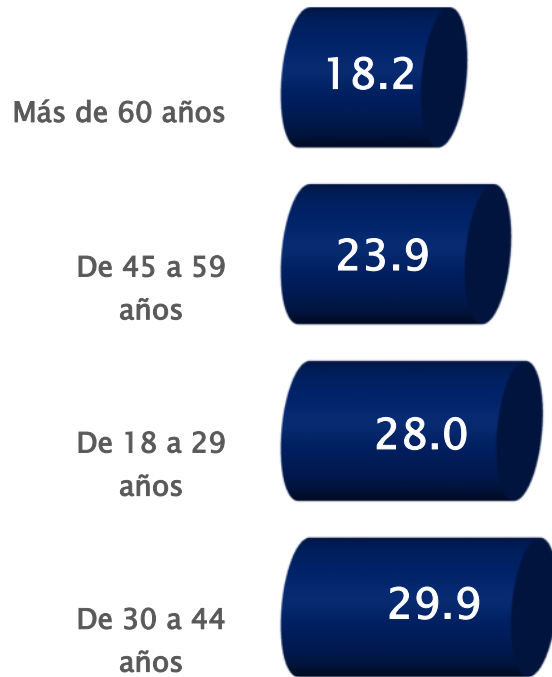 Más de 60 años
18.2
De 45 a 59
años
23.9
De 18 a 29
años
28.0
De 30 a 44
años
29.9